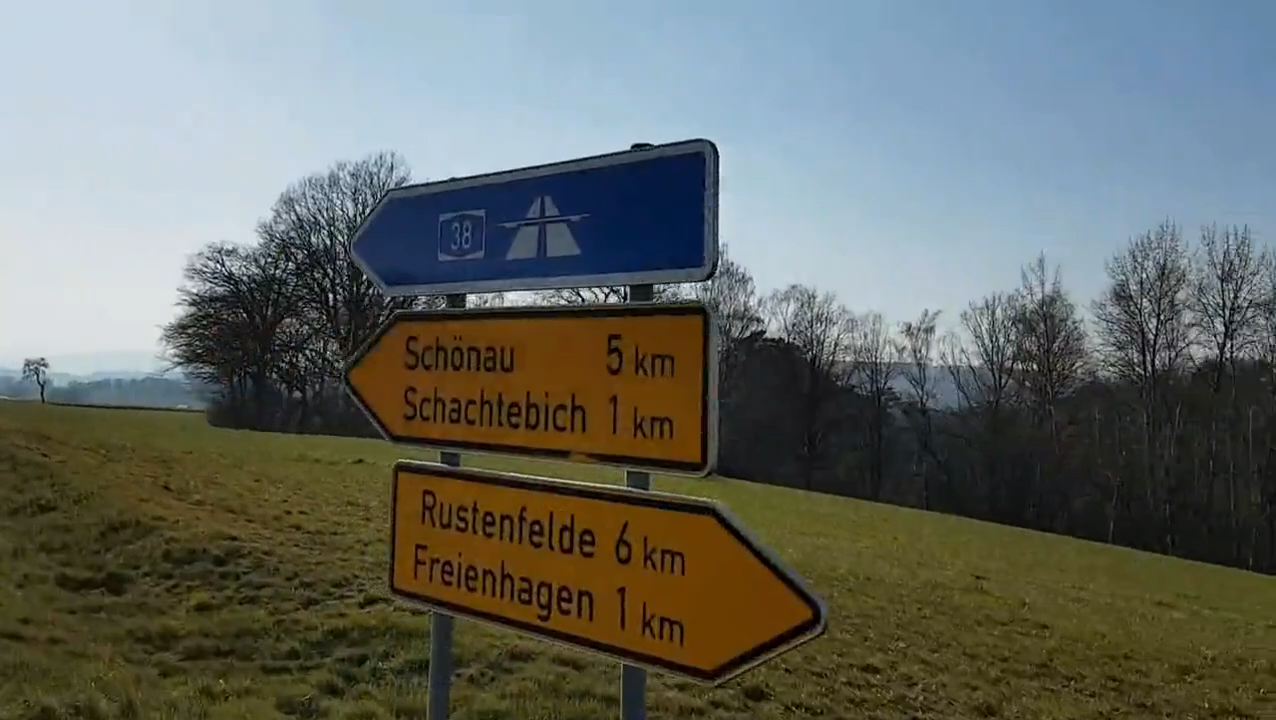 38
Schönau 5 km
Schachtebich 1 km
Rustenfelde 6 km
Freienhagen 1 km